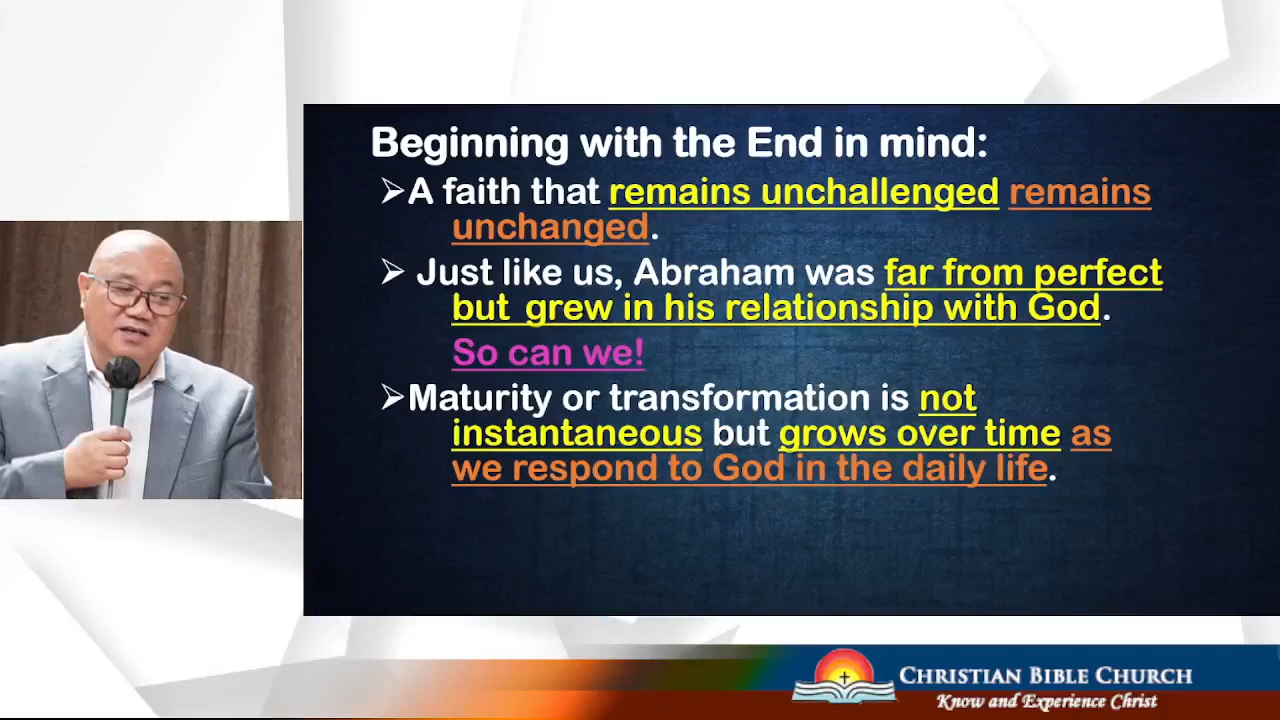 Beginning with the End in mind:
➢A faith that remains unchallenged remains
unchanged.
➢ Just like us, Abraham was far from perfect
but grew in his relationship with God.
So can we!
➢Maturity or transformation is not
instantaneous but grows over time as
we respond to God in the daily life.
CHRISTIAN BIBLE CHURCH
Know and Experience Christ